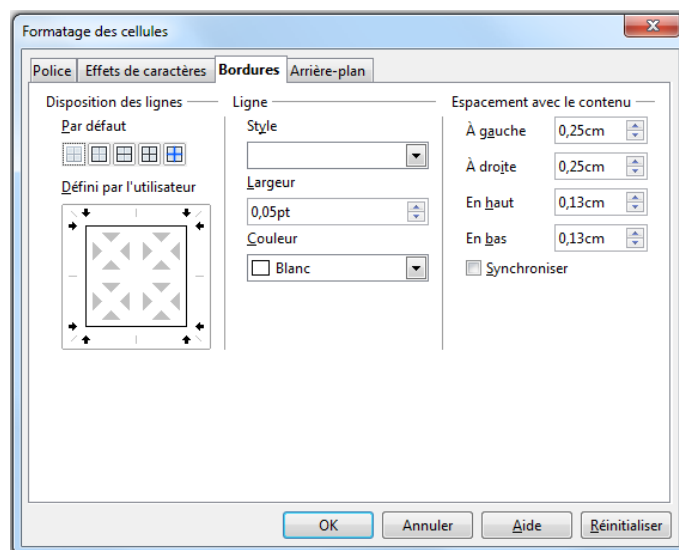 Formatage des cellules
Police Effets de caractères Bordures Arrière-plan
Disposition des lignes
Par défaut
Défini par l'utilisateur
Ligne
Style
Largeur
0,05pt
Couleur
Blanc
Espacement avec le contenu
À gauche 0,25cm
À droite 0,25cm
En haut 0,13cm
En bas 0,13cm
Synchroniser
OK Annuler Aide Réinitialiser